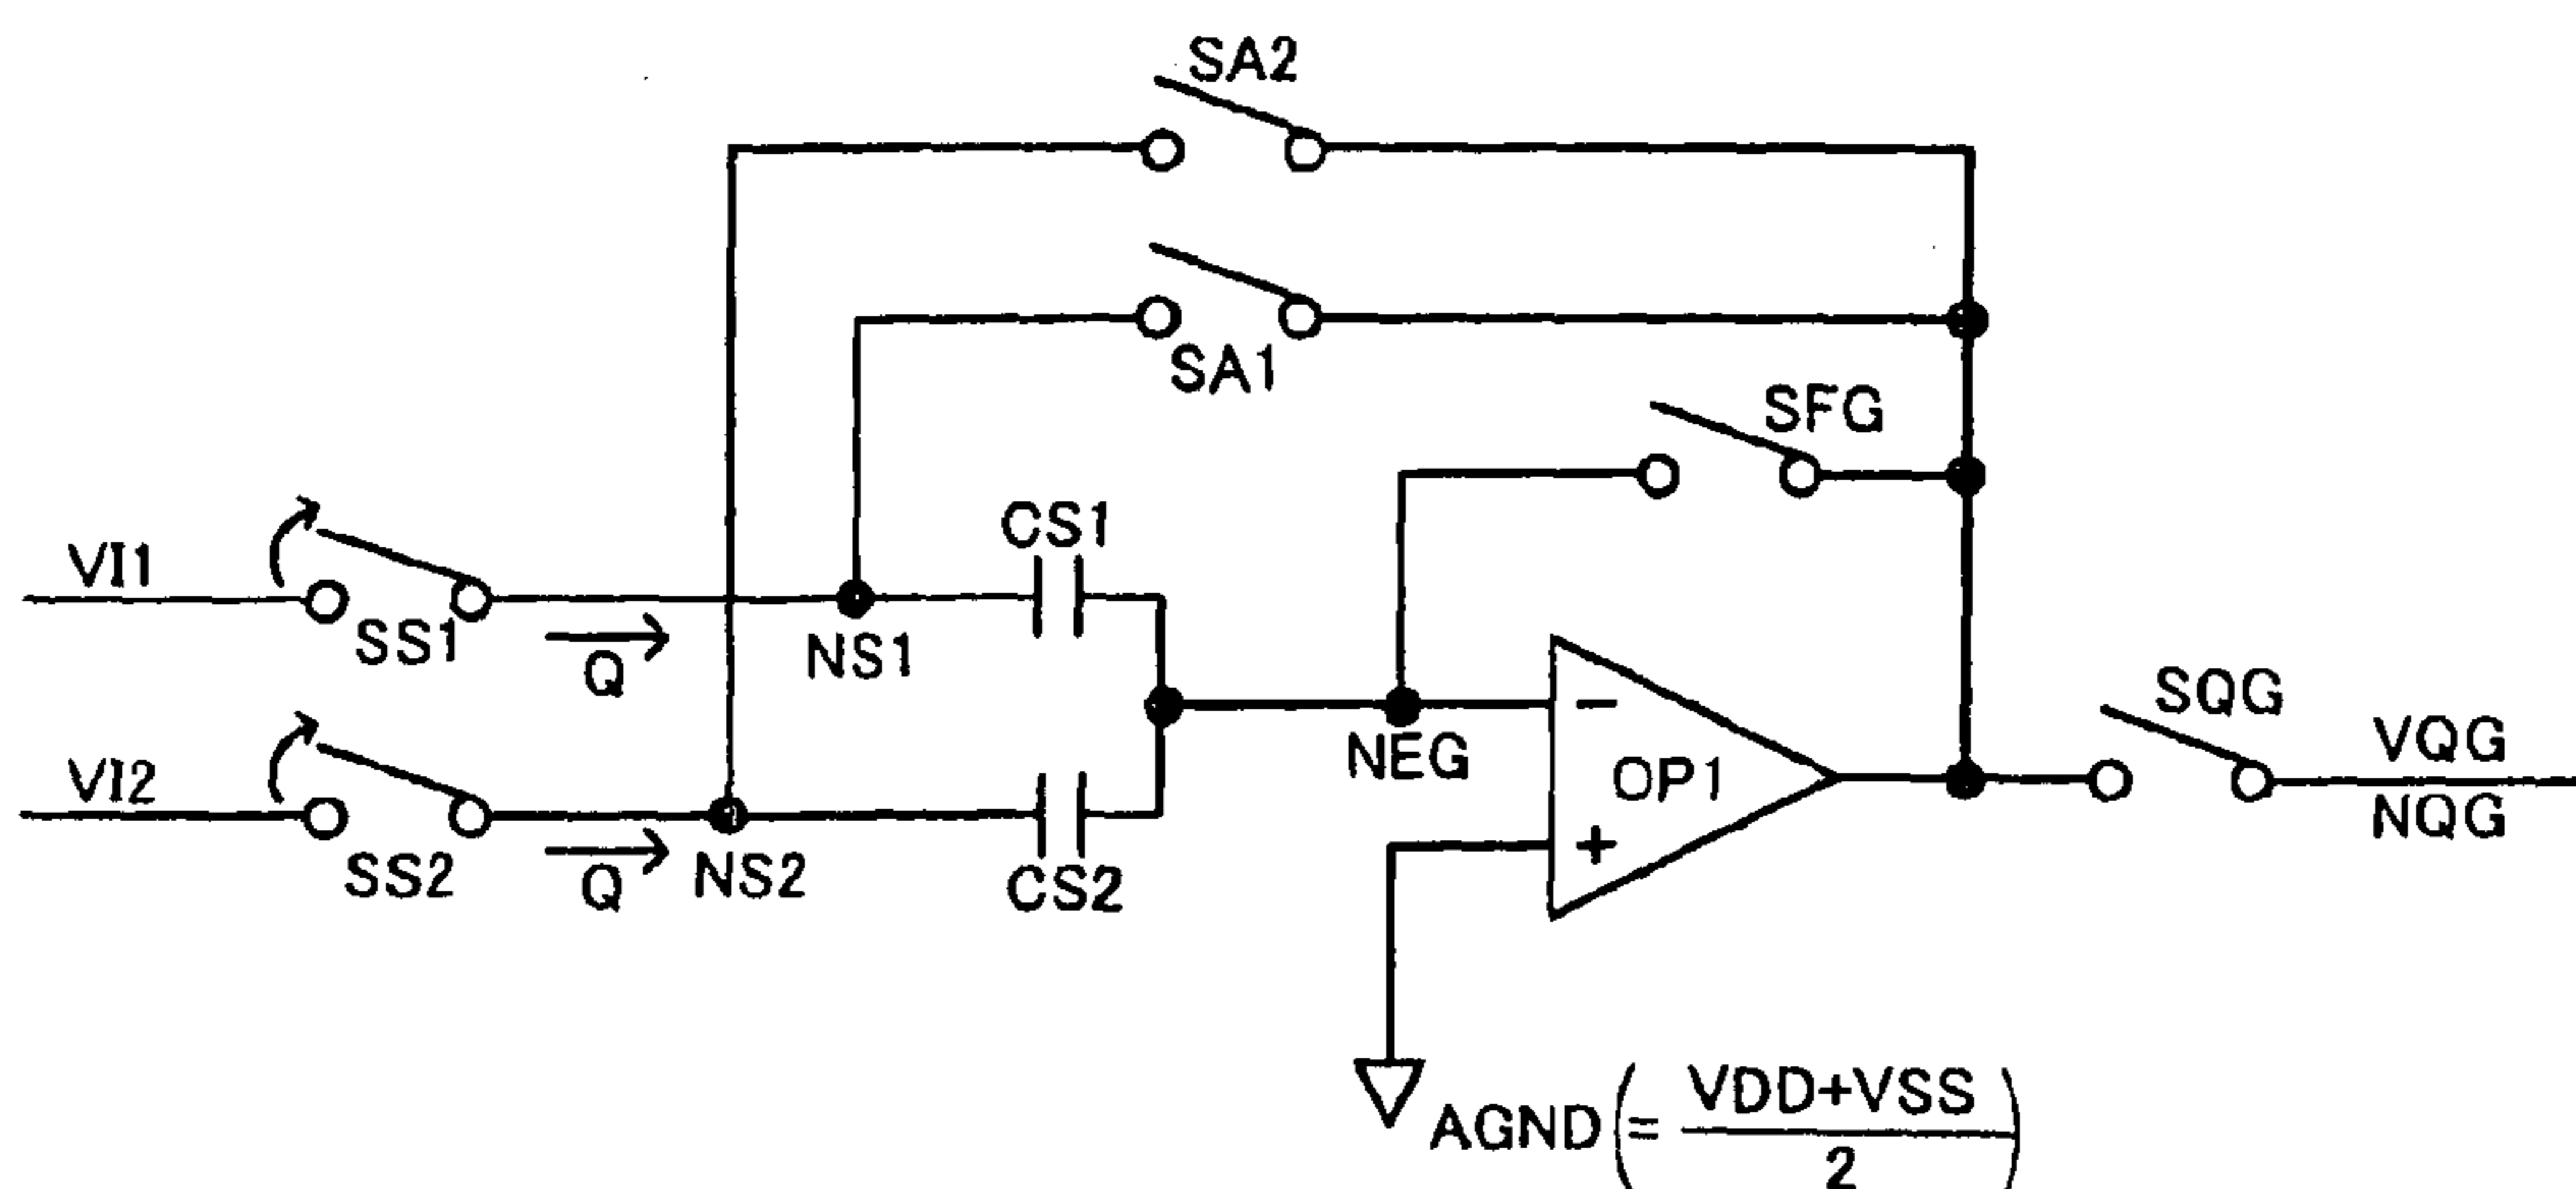 SA2
SA1
SFG
CS1
VI1
SS1
Q
NS1
SQG
VQG
NEG
OP1
NQG
−
+
VI2
SS2
Q
NS2
CS2
AGND(= VDD+VSS
2 )